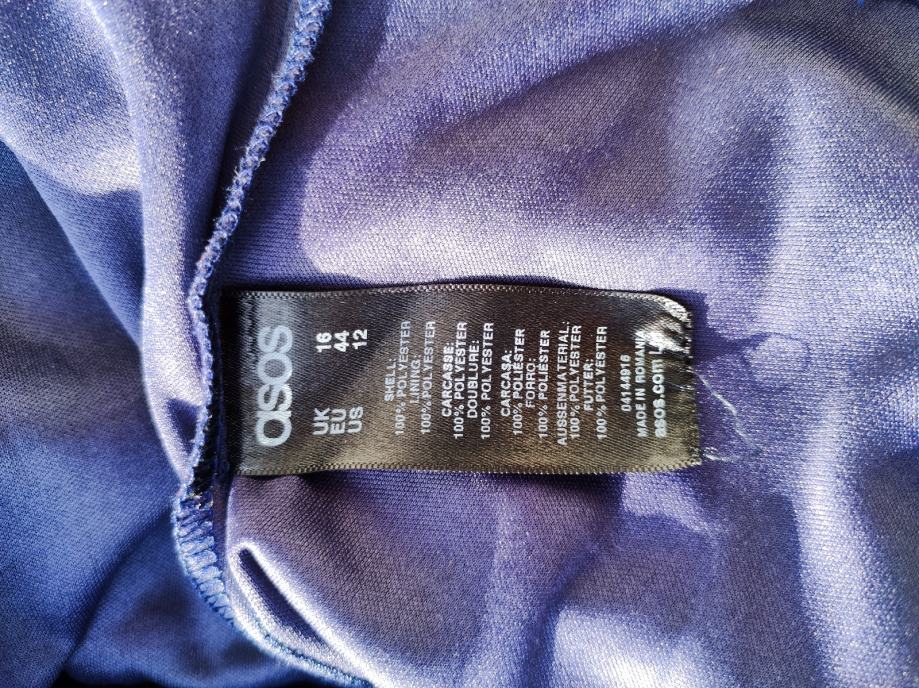 asos
UK 16
EU 44
US 12
SHELL:
100% POLYESTER
LINING:
100% POLYESTER
CARCASSE:
100% POLYESTER
DOUBLURE:
100% POLYESTER
CARCASA:
100% POLIÉSTER
FORRO:
100% POLIÉSTER
AUSSENMATERIAL:
100% POLYESTER
FUTTER:
100% POLYESTER
04144916
MADE IN ROMANIA
asos.com